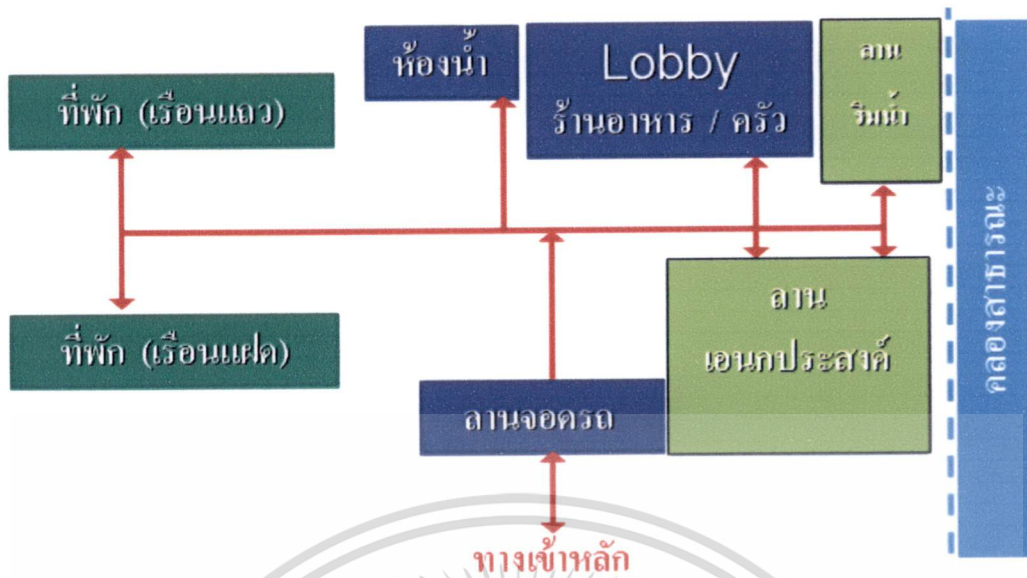 ห้องน้ำ
Lobby
ร้านอาหาร / ครัว
ลาน
ริมน้ำ
ที่พัก (เรือนแถว)
คลองสาธารณะ
ที่พัก (เรือนแฝด)
ลาน
เอนกประสงค์
ลานจอดรถ
ทางเข้าหลัก